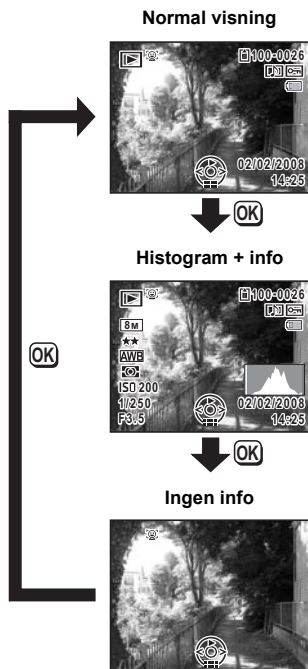 Normal visning
100-0026
02/02/2008
14:25
OK
Histogram + info
100-0026
8M
AWB
ISO 200
1/250
F3.5
02/02/2008
14:25
OK
OK
Ingen info